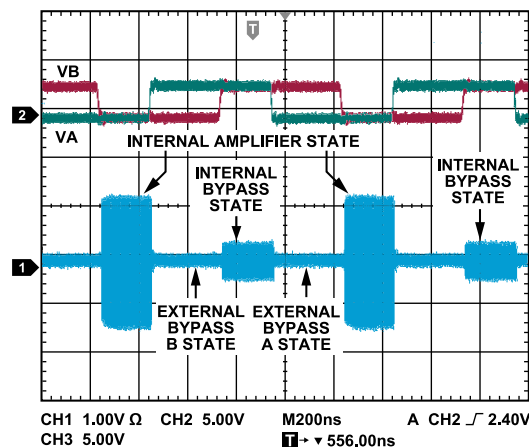 T
VB
2
VA
INTERNAL AMPLIFIER STATE
INTERNAL
BYPASS
STATE
INTERNAL
BYPASS
STATE
1
EXTERNAL
BYPASS
B STATE
EXTERNAL
BYPASS
A STATE
CH1 1.00V Ω CH2 5.00V M200ns A CH2 2.40V
CH3 5.00V T 556,00ns